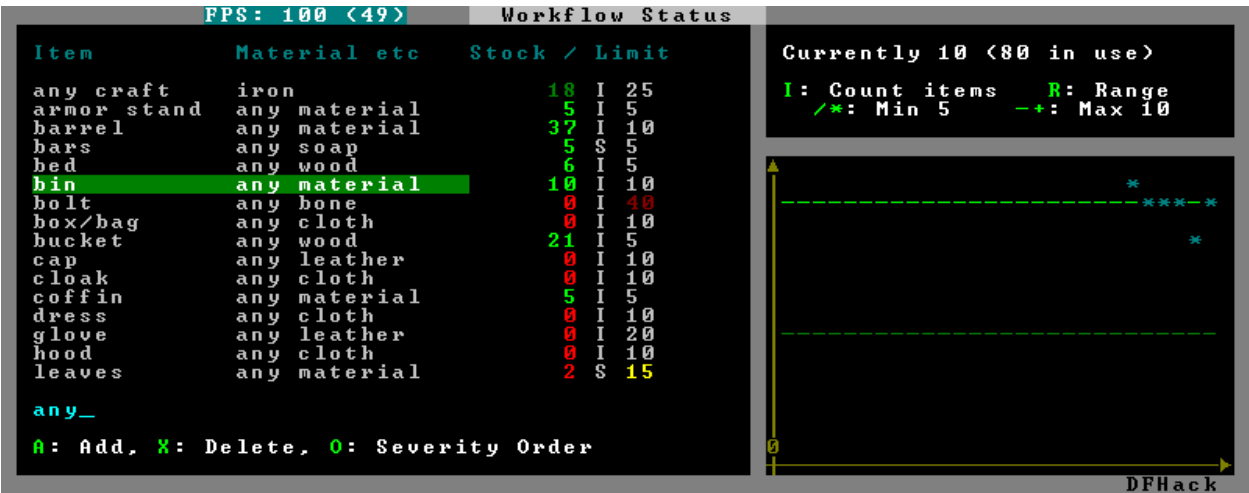 FPS: 100 (49) Workflow Status
Item Material etc Stock / Limit
any craft iron 18 I 25
armor stand any material 5 I 5
barrel any material 37 I 10
bars any soap 5 S 5
bed any wood 6 I 5
bin any material 10 I 10
bolt any bone 0 I 40
box/bag any cloth 0 I 10
bucket any wood 21 I 5
cap any leather 0 I 10
cloak any cloth 0 I 10
coffin any material 5 I 5
dress any cloth 0 I 10
glove any leather 0 I 20
hood any cloth 0 I 10
leaves any material 2 S 15
any_
A: Add, X: Delete, O: Severity Order
Currently 10 (80 in use)
I: Count items R: Range
/*: Min 5 -+: Max 10
0
DFHack